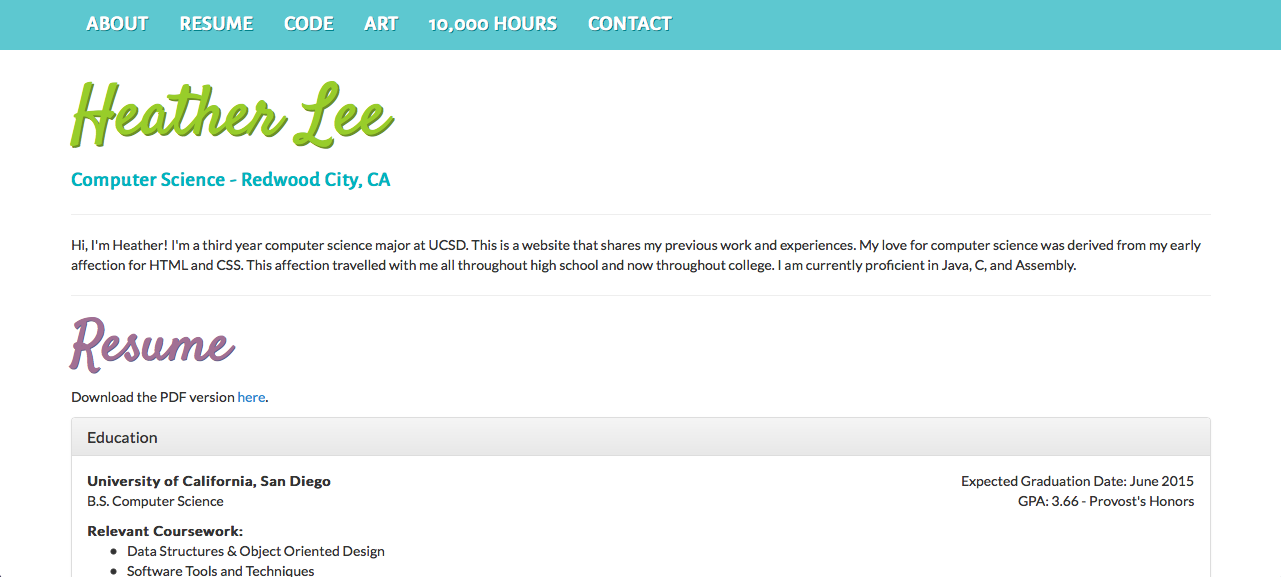 ABOUT RESUME CODE ART 10,000 HOURS CONTACT
Heather Lee
Computer Science - Redwood City, CA
Hi, I'm Heather! I'm a third year computer science major at UCSD. This is a website that shares my previous work and experiences. My love for computer science was derived from my early
affection for HTML and CSS. This affection travelled with me all throughout high school and now throughout college. I am currently proficient in Java, C, and Assembly.
Resume
Download the PDF version here.
Education
University of California, San Diego Expected Graduation Date: June 2015
B.S. Computer Science GPA: 3.66 - Provost's Honors
Relevant Coursework:
• Data Structures & Object Oriented Design
• Software Tools and Techniques